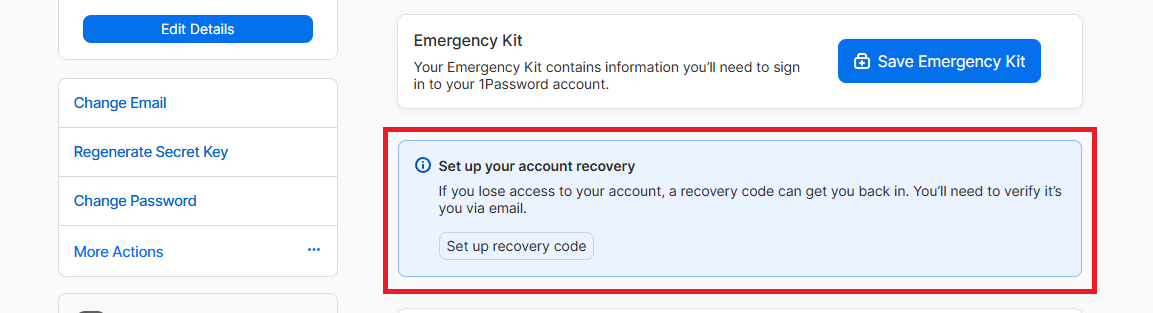 Edit Details
Change Email
Regenerate Secret Key
Change Password
More Actions
Emergency Kit
Your Emergency Kit contains information you’ll need to sign
in to your 1Password account.
Save Emergency Kit
Set up your account recovery
If you lose access to your account, a recovery code can get you back in. You’ll need to verify it’s
you via email.
Set up recovery code